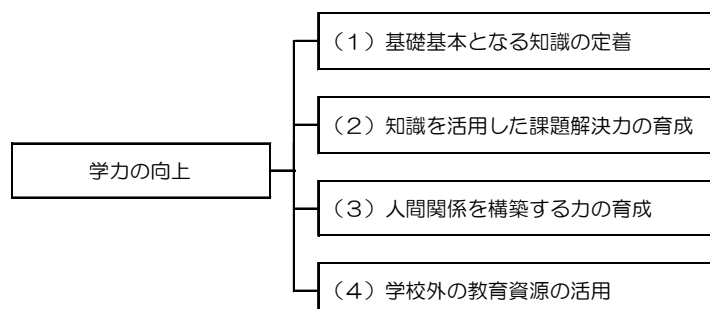 学力の向上
（１）基礎基本となる知識の定着
（２）知識を活用した課題解決力の育成
（３）人間関係を構築する力の育成
（４）学校外の教育資源の活用